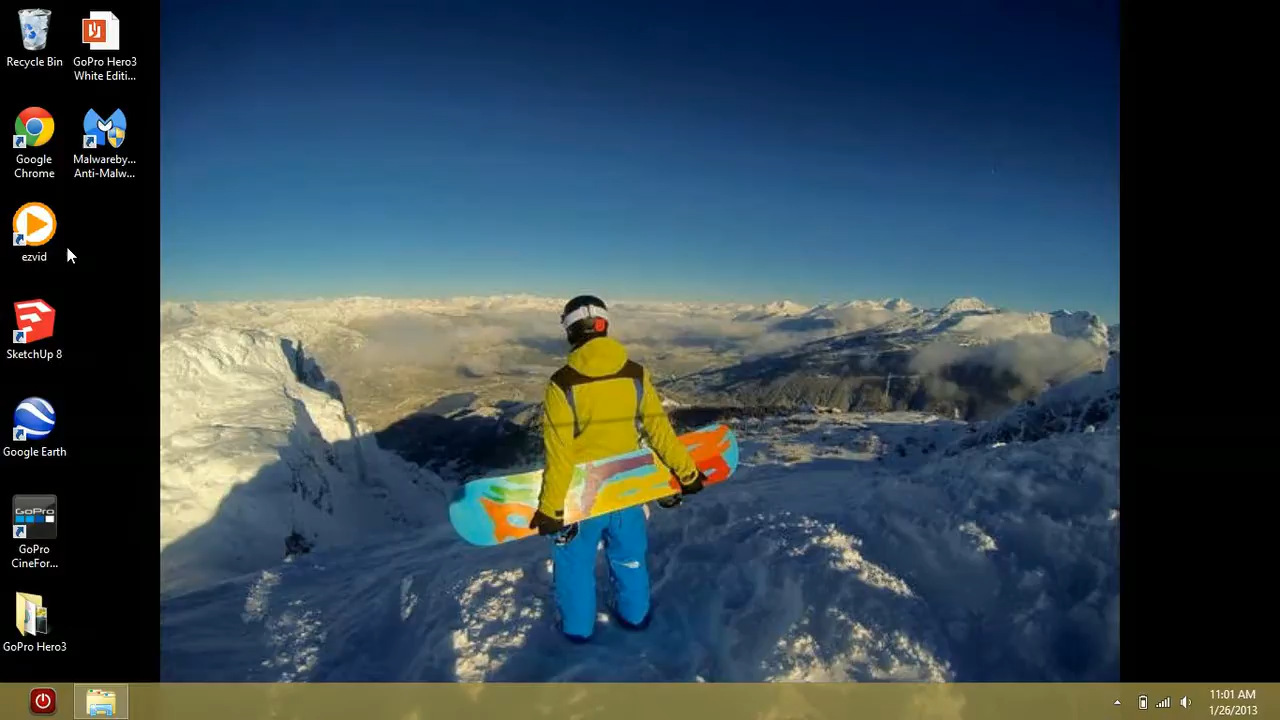 Recycle Bin
GoPro Hero3
White Editi...
Google
Chrome
Malwareby...
Anti-Malw...
ezvid
SketchUp 8
Google Earth
GoPro
GoPro
CineFor...
GoPro Hero3
11:01 AM
1/26/2013